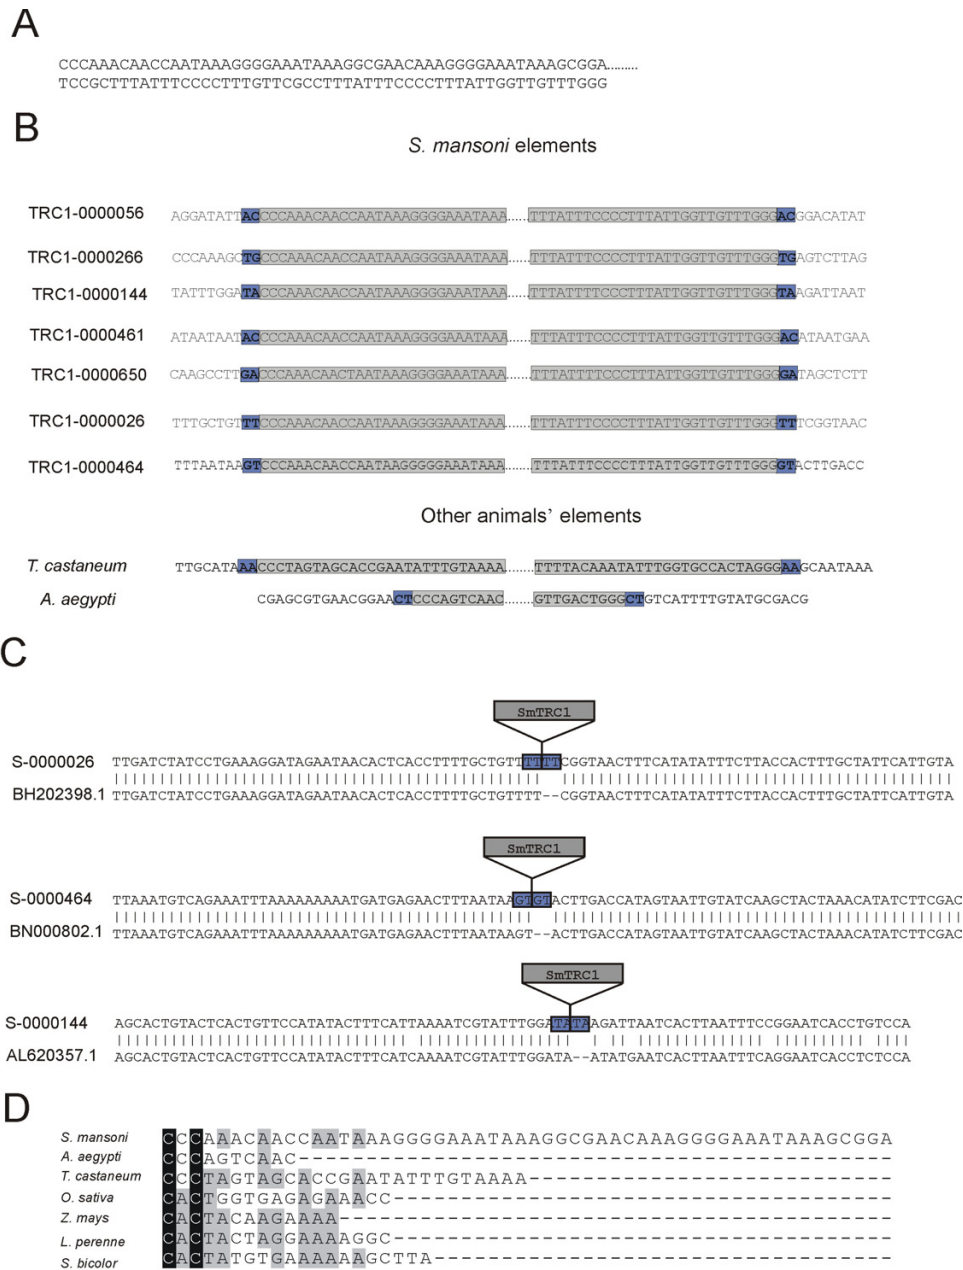 A
CCCAAACAACCAATAAAGGGGAAATAAAGGCGAACAAAGGGGAAATAAAGCGGA.........
TCCGCTTTATTTCCCCTTTGTTCGCCTTTATTTCCCCTTTATTGGTTGTTTGGG
B
S. mansoni elements
TRC1-0000056 AGGATATTACCCCAAACAACCAATAAAGGGGAAATAAA......TTTATTTCCCCTTTATTGGTTGTTTGGGACGGACATAT
TRC1-0000266 CCCAAAGCTGCCCAAACAACCAATAAAGGGGAAATAAA......TTTATTTCCCCTTTATTGGTTGTTTGGGTGAGTCTTAG
TRC1-0000144 TATTTGGATACCCAAACAACCAATAAAGGGGAAATAAA......TTTATTTTCCCTTTATTGGTTGTTTGGGTAAGATTAAT
TRC1-0000461 ATAATAATACCCCAAACAACCAATAAAGGGGAAATAAA......TTTATTTCCCCTTTATTGGTTGTTTGGGACATAATGAA
TRC1-0000650 CAAGCCTTGACCCAAACAACTAATAAAGGGGAAATAAA......TTTATTTTCCCTTTATTGGTTGTTTGGGGATAGCTCTT
TRC1-0000026 TTTGCTGTTTCCCAAACAACCAATAAAGGGGAAATAAA......TTTATTTCCCCTTTATTGGTTGTTTGGGTTTCGGTAAC
TRC1-0000464 TTTAATAAGTCCCAAACAACCAATAAGGGGGAAATAAA......TTTATTTCCCCTTTATTGGTTGTTTGGGGTACTTGACC
Other animals' elements
T. castaneum TTGCATAAACCCTAGTAGCACCGAATATTTGTAAAA........TTTTACAAATATTTGGTGCCACTAGGGAAGCAATAAA
A. aegypti CGAGCGTGAACGGAACTCCCAGTCAAC........GTTGACTGGGCTGTCATTTTGTATGCGACG
C
SmTRC1
S-0000026 TTGATCTATCCTGAAAGGATAGAATAACACTCACCTTTTGCTGTTTTTTCGGTAACTTTCATATATTTCTTACCACTTTGCTATTCATTGTA
BH202398.1 TTGATCTATCCTGAAAGGATAGAATAACACTCACCTTTTGCTGTTTT--CGGTAACTTTCATATATTTCTTACCACTTTGCTATTCATTGTA
SmTRC1
S-0000464 TTAAATGTCAGAAATTTAAAAAAAAATGATGAGAACTTTAATAAGTGTACTTGACCATAGTAATTGTATCAAGCTACTAAACATATCTTCGAC
BN000802.1 TTAAATGTCAGAAATTTAAAAAAAAATGATGAGAACTTTAATAAGT--ACTTGACCATAGTAATTGTATCAAGCTACTAAACATATCTTCGAC
SmTRC1
S-0000144 AGCACTGTACTCACTGTTCCATATACTTTCATTAAAATCGTATTTGGATATAAGATTAATCACTTAATTTCCGGAATCACCTGTCCA
AL620357.1 AGCACTGTACTCACTGTTCCATATACTTTCATCAAAATCGTATTTGGATA--ATATGAATCACTTAATTTCAGGAATCACCTCTCCA
D
S. mansoni CCCAAACAACCAATAAAGGGGAAATAAAGGCGAACAAAGGGGAAATAAAGCGGA
A. aegypti CCCAGTCAAC--------------------------------------------
T. castaneum CCCTAGTAGCACCGAATATTTGTAAAA---------------------------
O. sativa CACTGGTGAGAGAAACC-------------------------------------
Z. mays CACTACAAGAAAA-----------------------------------------
L. perenne CACTACTAGGAAAAGGC-------------------------------------
S. bicolor CACTATGTGAAAAAAGCTTA----------------------------------